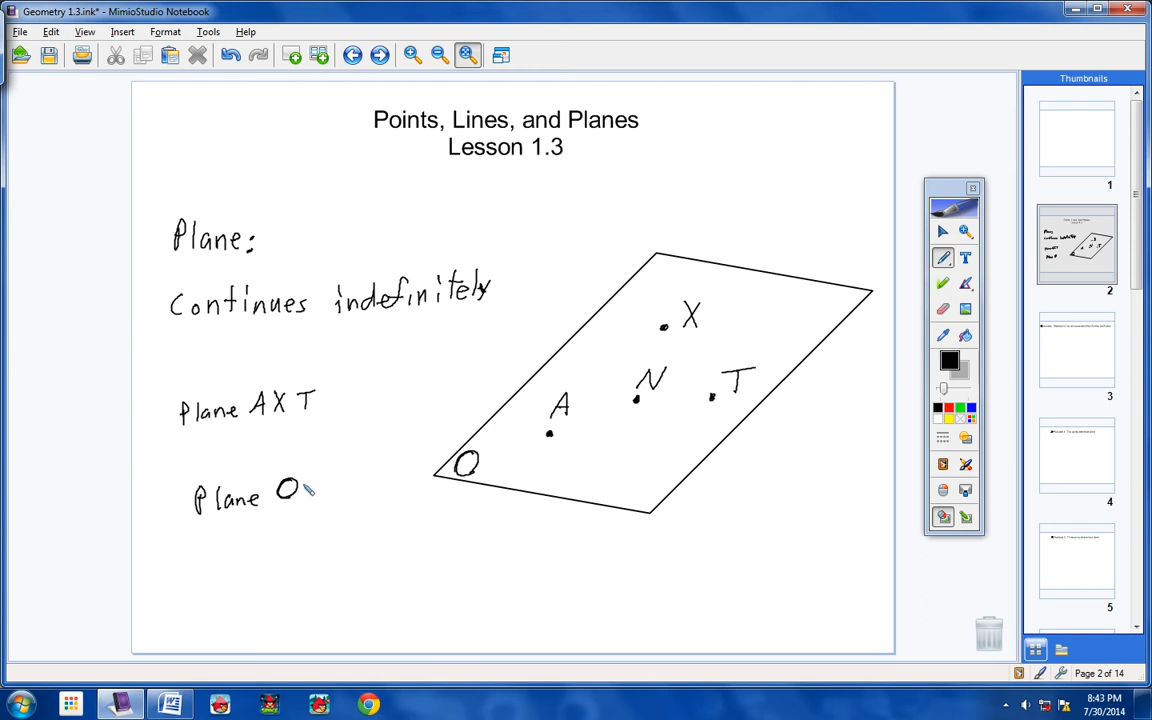 Geometry 1.3.ink* - MimioStudio Notebook
File Edit View Insert Format Tools Help
Thumbnails
Points, Lines, and Planes
Lesson 1.3
Plane:
Continues indefinitely
X
N
T
A
Plane A X T
O
Plane O
1
2
3
4
5
Page 2 of 14
8:43 PM
7/30/2014